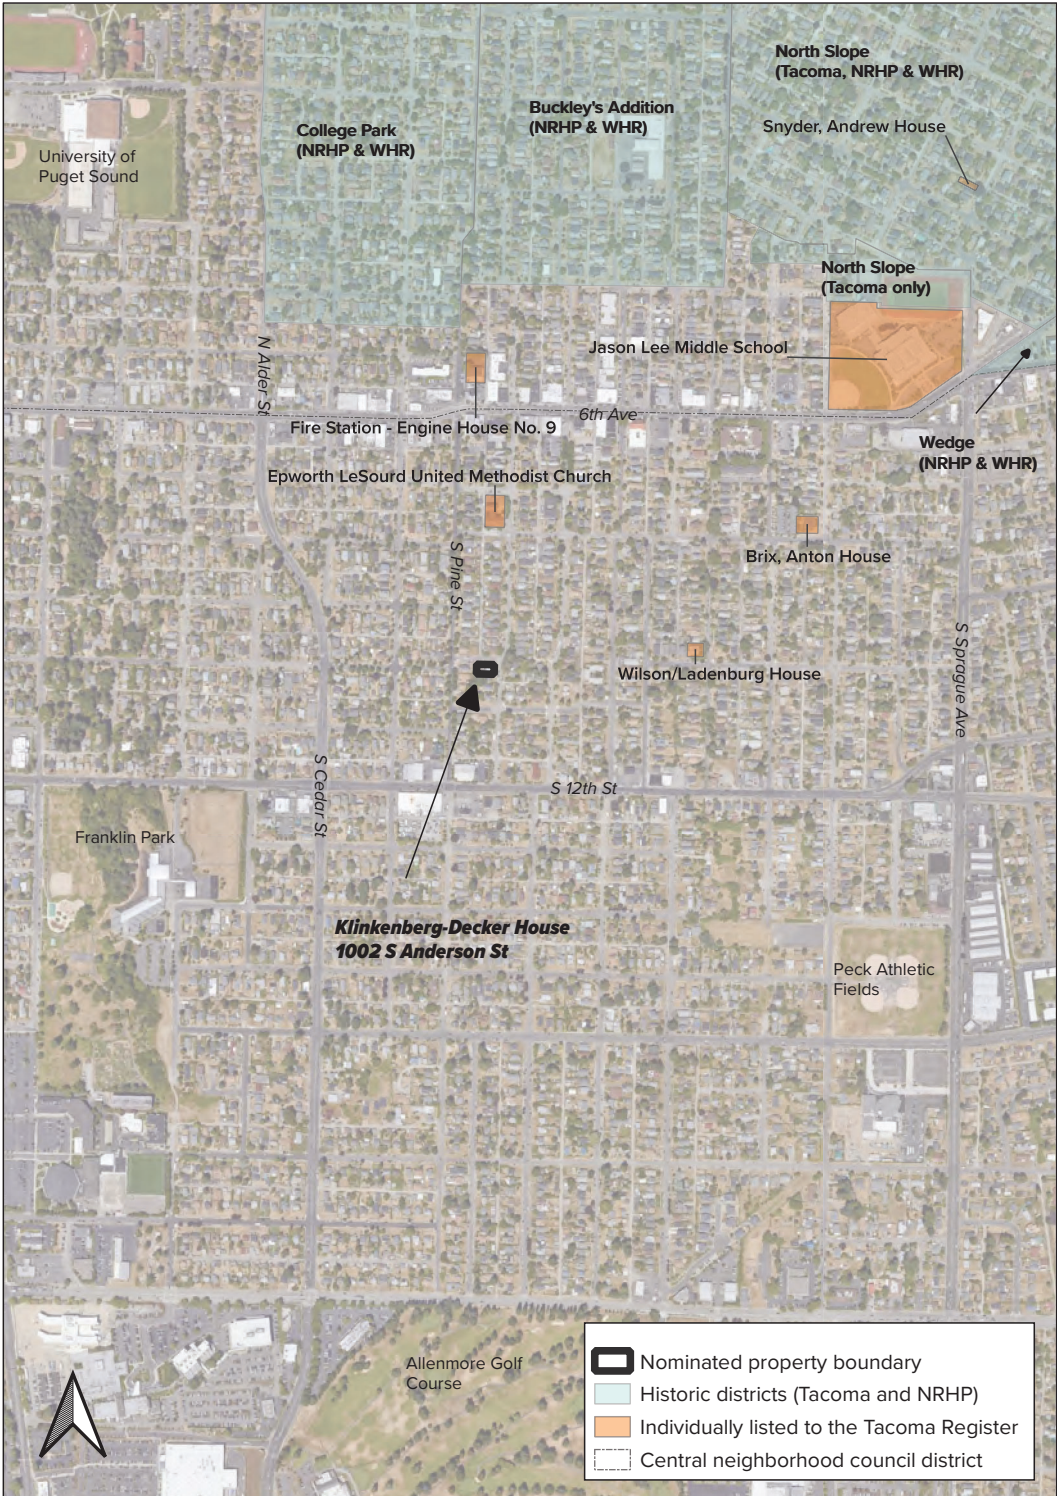 North Slope
(Tacoma, NRHP & WHR)
Buckley's Addition
(NRHP & WHR)
Snyder, Andrew House
College Park
(NRHP & WHR)
University of
Puget Sound
North Slope
(Tacoma only)
Jason Lee Middle School
N Alder St
6th Ave
Fire Station - Engine House No. 9
Wedge
(NRHP & WHR)
Epworth LeSourd United Methodist Church
S Pine St
Brix, Anton House
S Sprague Ave
Wilson/Ladenburg House
S Cedar St
S 12th St
Franklin Park
Klinkenberg-Decker House
1002 S Anderson St
Peck Athletic
Fields
Allenmore Golf
Course
Nominated property boundary
Historic districts (Tacoma and NRHP)
Individually listed to the Tacoma Register
Central neighborhood council district